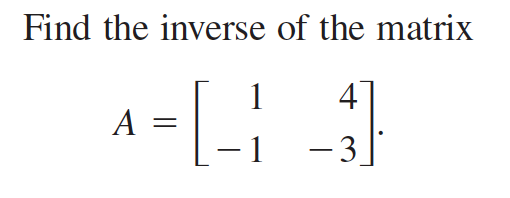 Find the inverse of the matrix
A = [ 1 4
-1 -3 ].